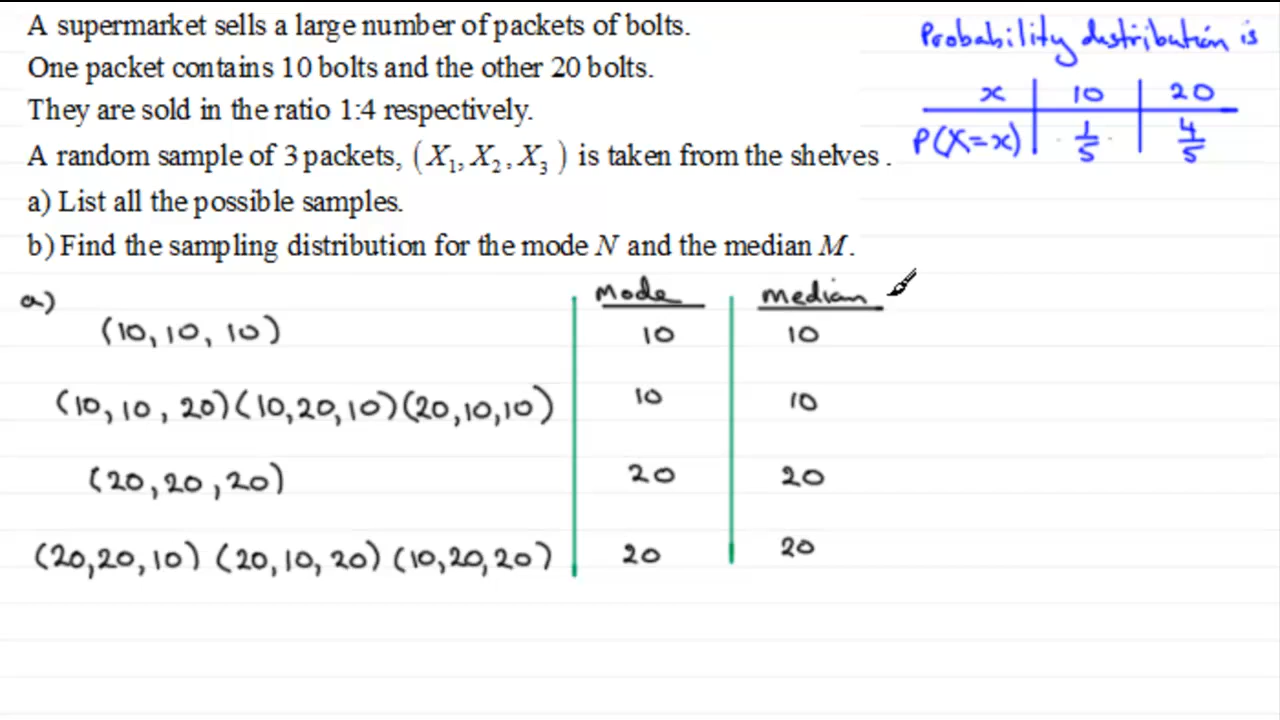 A supermarket sells a large number of packets of bolts.
One packet contains 10 bolts and the other 20 bolts.
They are sold in the ratio 1:4 respectively.
A random sample of 3 packets, (X₁, X₂, X₃) is taken from the shelves.
a) List all the possible samples.
b) Find the sampling distribution for the mode N and the median M.
Probability distribution is
x 10 20
P(X=x) 1/5 4/5
a) Mode Median
(10, 10, 10) 10 10
(10, 10, 20) (10, 20, 10) (20, 10, 10) 10 10
(20, 20, 20) 20 20
(20, 20, 10) (20, 10, 20) (10, 20, 20) 20 20